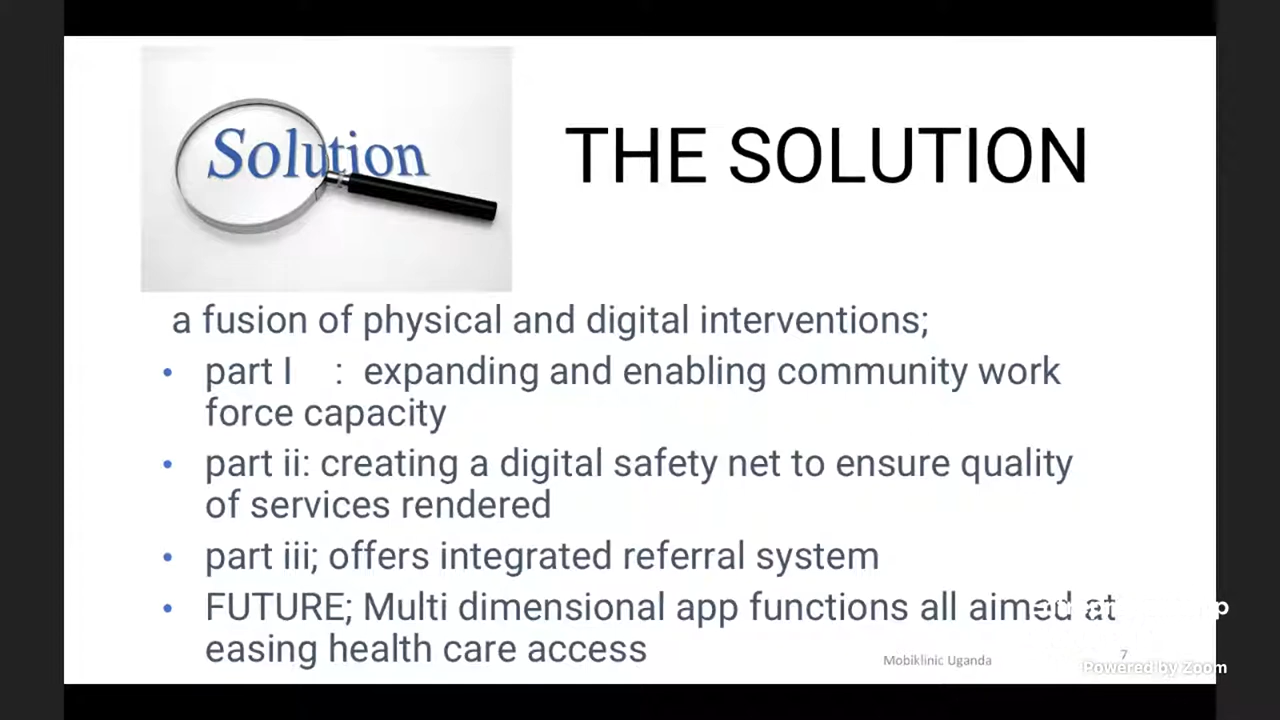 Solution
THE SOLUTION
a fusion of physical and digital interventions;
• part I : expanding and enabling community work
force capacity
• part ii: creating a digital safety net to ensure quality
of services rendered
• part iii; offers integrated referral system
• FUTURE; Multi dimensional app functions all aimed at
easing health care access
Mobiklinic Uganda
7
Powered by Zoom